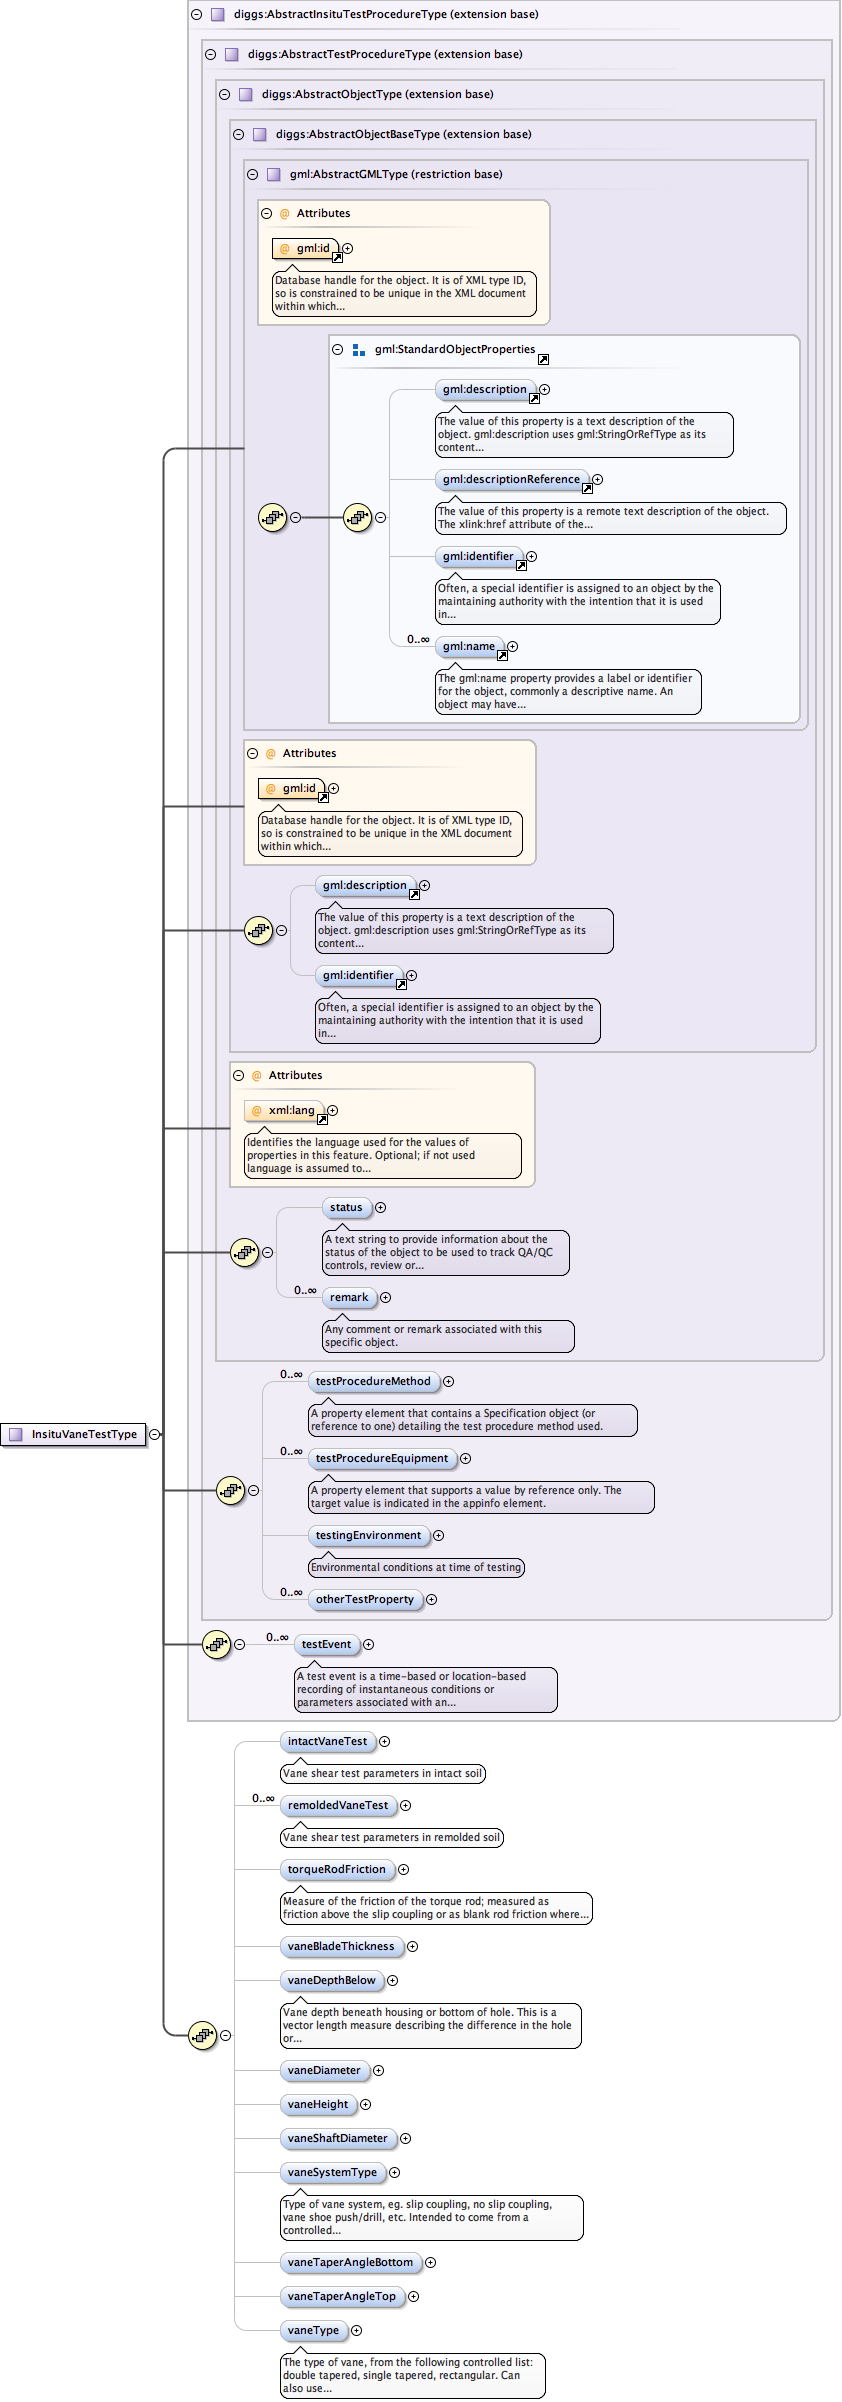 diggs:AbstractInsituTestProcedureType (extension base)
diggs:AbstractTestProcedureType (extension base)
diggs:AbstractObjectType (extension base)
diggs:AbstractObjectBaseType (extension base)
gml:AbstractGMLType (restriction base)
@ Attributes
@ gml:id
Database handle for the object. It is of XML type ID,
so is constrained to be unique in the XML document
within which...
gml:StandardObjectProperties
gml:description
The value of this property is a text description of the
object. gml:description uses gml:StringOrRefType as its
content...
gml:descriptionReference
The value of this property is a remote text description of the object.
The xlink:href attribute of the...
gml:identifier
Often, a special identifier is assigned to an object by the
maintaining authority with the intention that it is used
in...
0..∞
gml:name
The gml:name property provides a label or identifier
for the object, commonly a descriptive name. An
object may have...
@ Attributes
@ gml:id
Database handle for the object. It is of XML type ID,
so is constrained to be unique in the XML document
within which...
gml:description
The value of this property is a text description of the
object. gml:description uses gml:StringOrRefType as its
content...
gml:identifier
Often, a special identifier is assigned to an object by the
maintaining authority with the intention that it is used
in...
@ Attributes
@ xml:lang
Identifies the language used for the values of
properties in this feature. Optional; if not used
language is assumed to...
status
A text string to provide information about the
status of the object to be used to track QA/QC
controls, review or...
0..∞
remark
Any comment or remark associated with this
specific object.
InsituVaneTestType
0..∞
testProcedureMethod
A property element that contains a Specification object (or
reference to one) detailing the test procedure method used.
0..∞
testProcedureEquipment
A property element that supports a value by reference only. The
target value is indicated in the appinfo element.
testingEnvironment
Environmental conditions at time of testing
0..∞
otherTestProperty
0..∞
testEvent
A test event is a time-based or location-based
recording of instantaneous conditions or
parameters associated with an...
intactVaneTest
Vane shear test parameters in intact soil
0..∞
remoldedVaneTest
Vane shear test parameters in remolded soil
torqueRodFriction
Measure of the friction of the torque rod; measured as
friction above the slip coupling or as blank rod friction where...
vaneBladeThickness
vaneDepthBelow
Vane depth beneath housing or bottom of hole. This is a
vector length measure describing the difference in the hole
or...
vaneDiameter
vaneHeight
vaneShaftDiameter
vaneSystemType
Type of vane system, eg. slip coupling, no slip coupling,
vane shoe push/drill, etc. Intended to come from a
controlled...
vaneTaperAngleBottom
vaneTaperAngleTop
vaneType
The type of vane, from the following controlled list:
double tapered, single tapered, rectangular. Can
also use...